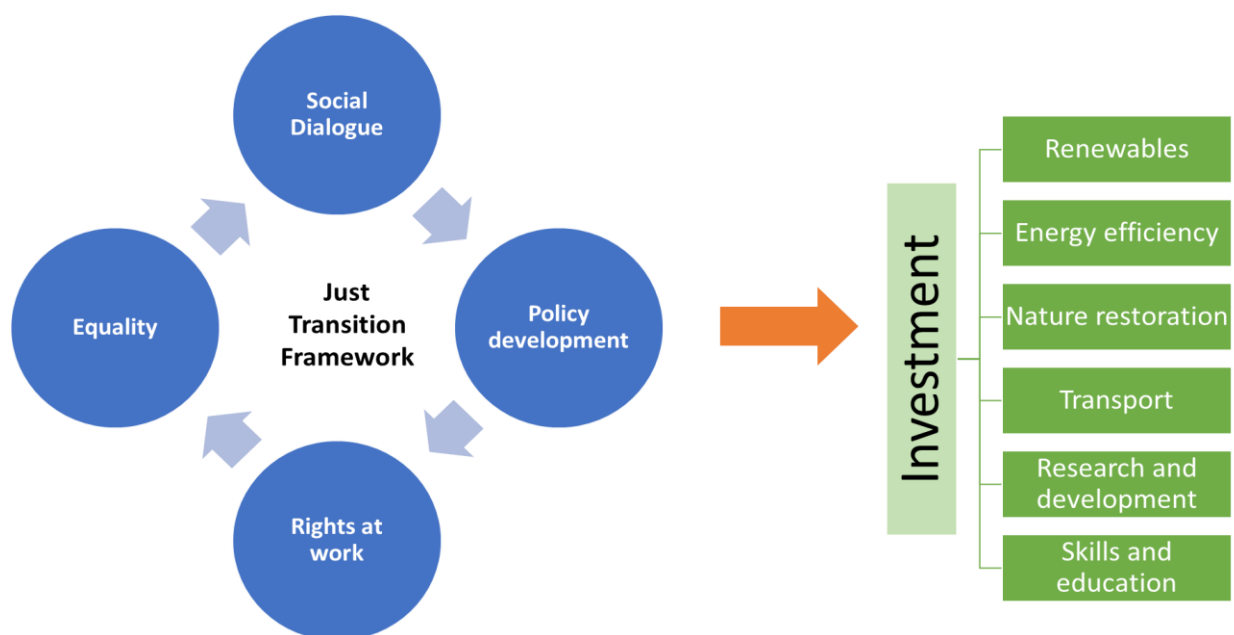 Social
Dialogue
Equality
Just
Transition
Framework
Policy
development
Rights at
work
Investment
Renewables
Energy efficiency
Nature restoration
Transport
Research and
development
Skills and
education